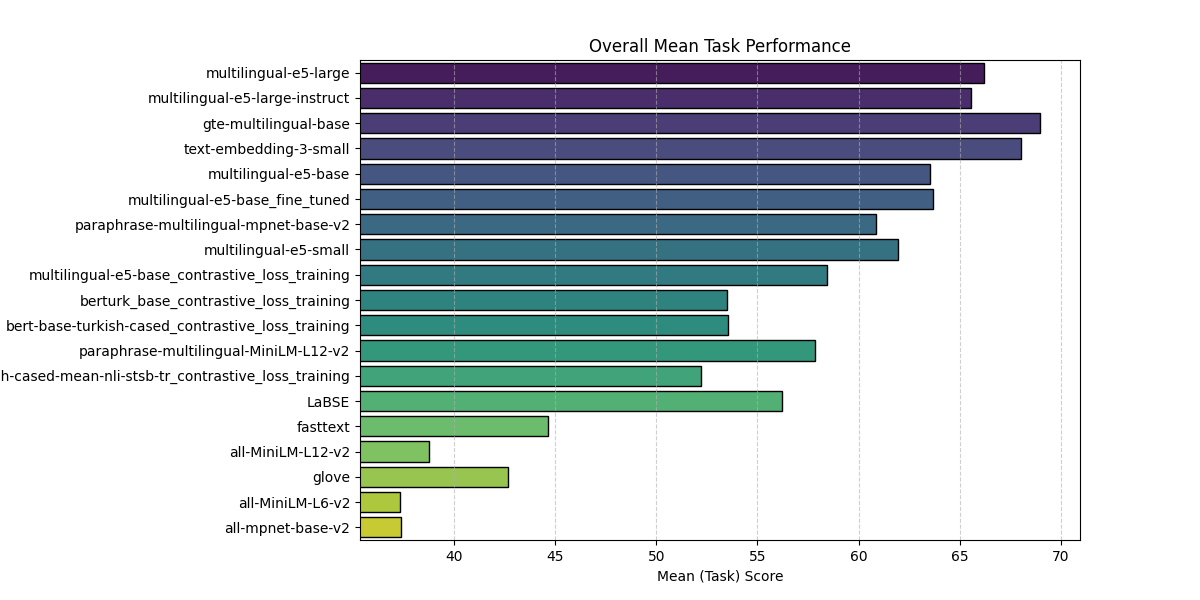 Overall Mean Task Performance
multilingual-e5-large
multilingual-e5-large-instruct
gte-multilingual-base
text-embedding-3-small
multilingual-e5-base
multilingual-e5-base_fine_tuned
paraphrase-multilingual-mpnet-base-v2
multilingual-e5-small
multilingual-e5-base_contrastive_loss_training
berturk_base_contrastive_loss_training
bert-base-turkish-cased_contrastive_loss_training
paraphrase-multilingual-MiniLM-L12-v2
h-cased-mean-nli-stsb-tr_contrastive_loss_training
LaBSE
fasttext
all-MiniLM-L12-v2
glove
all-MiniLM-L6-v2
all-mpnet-base-v2
40 45 50 55 60 65 70
Mean (Task) Score